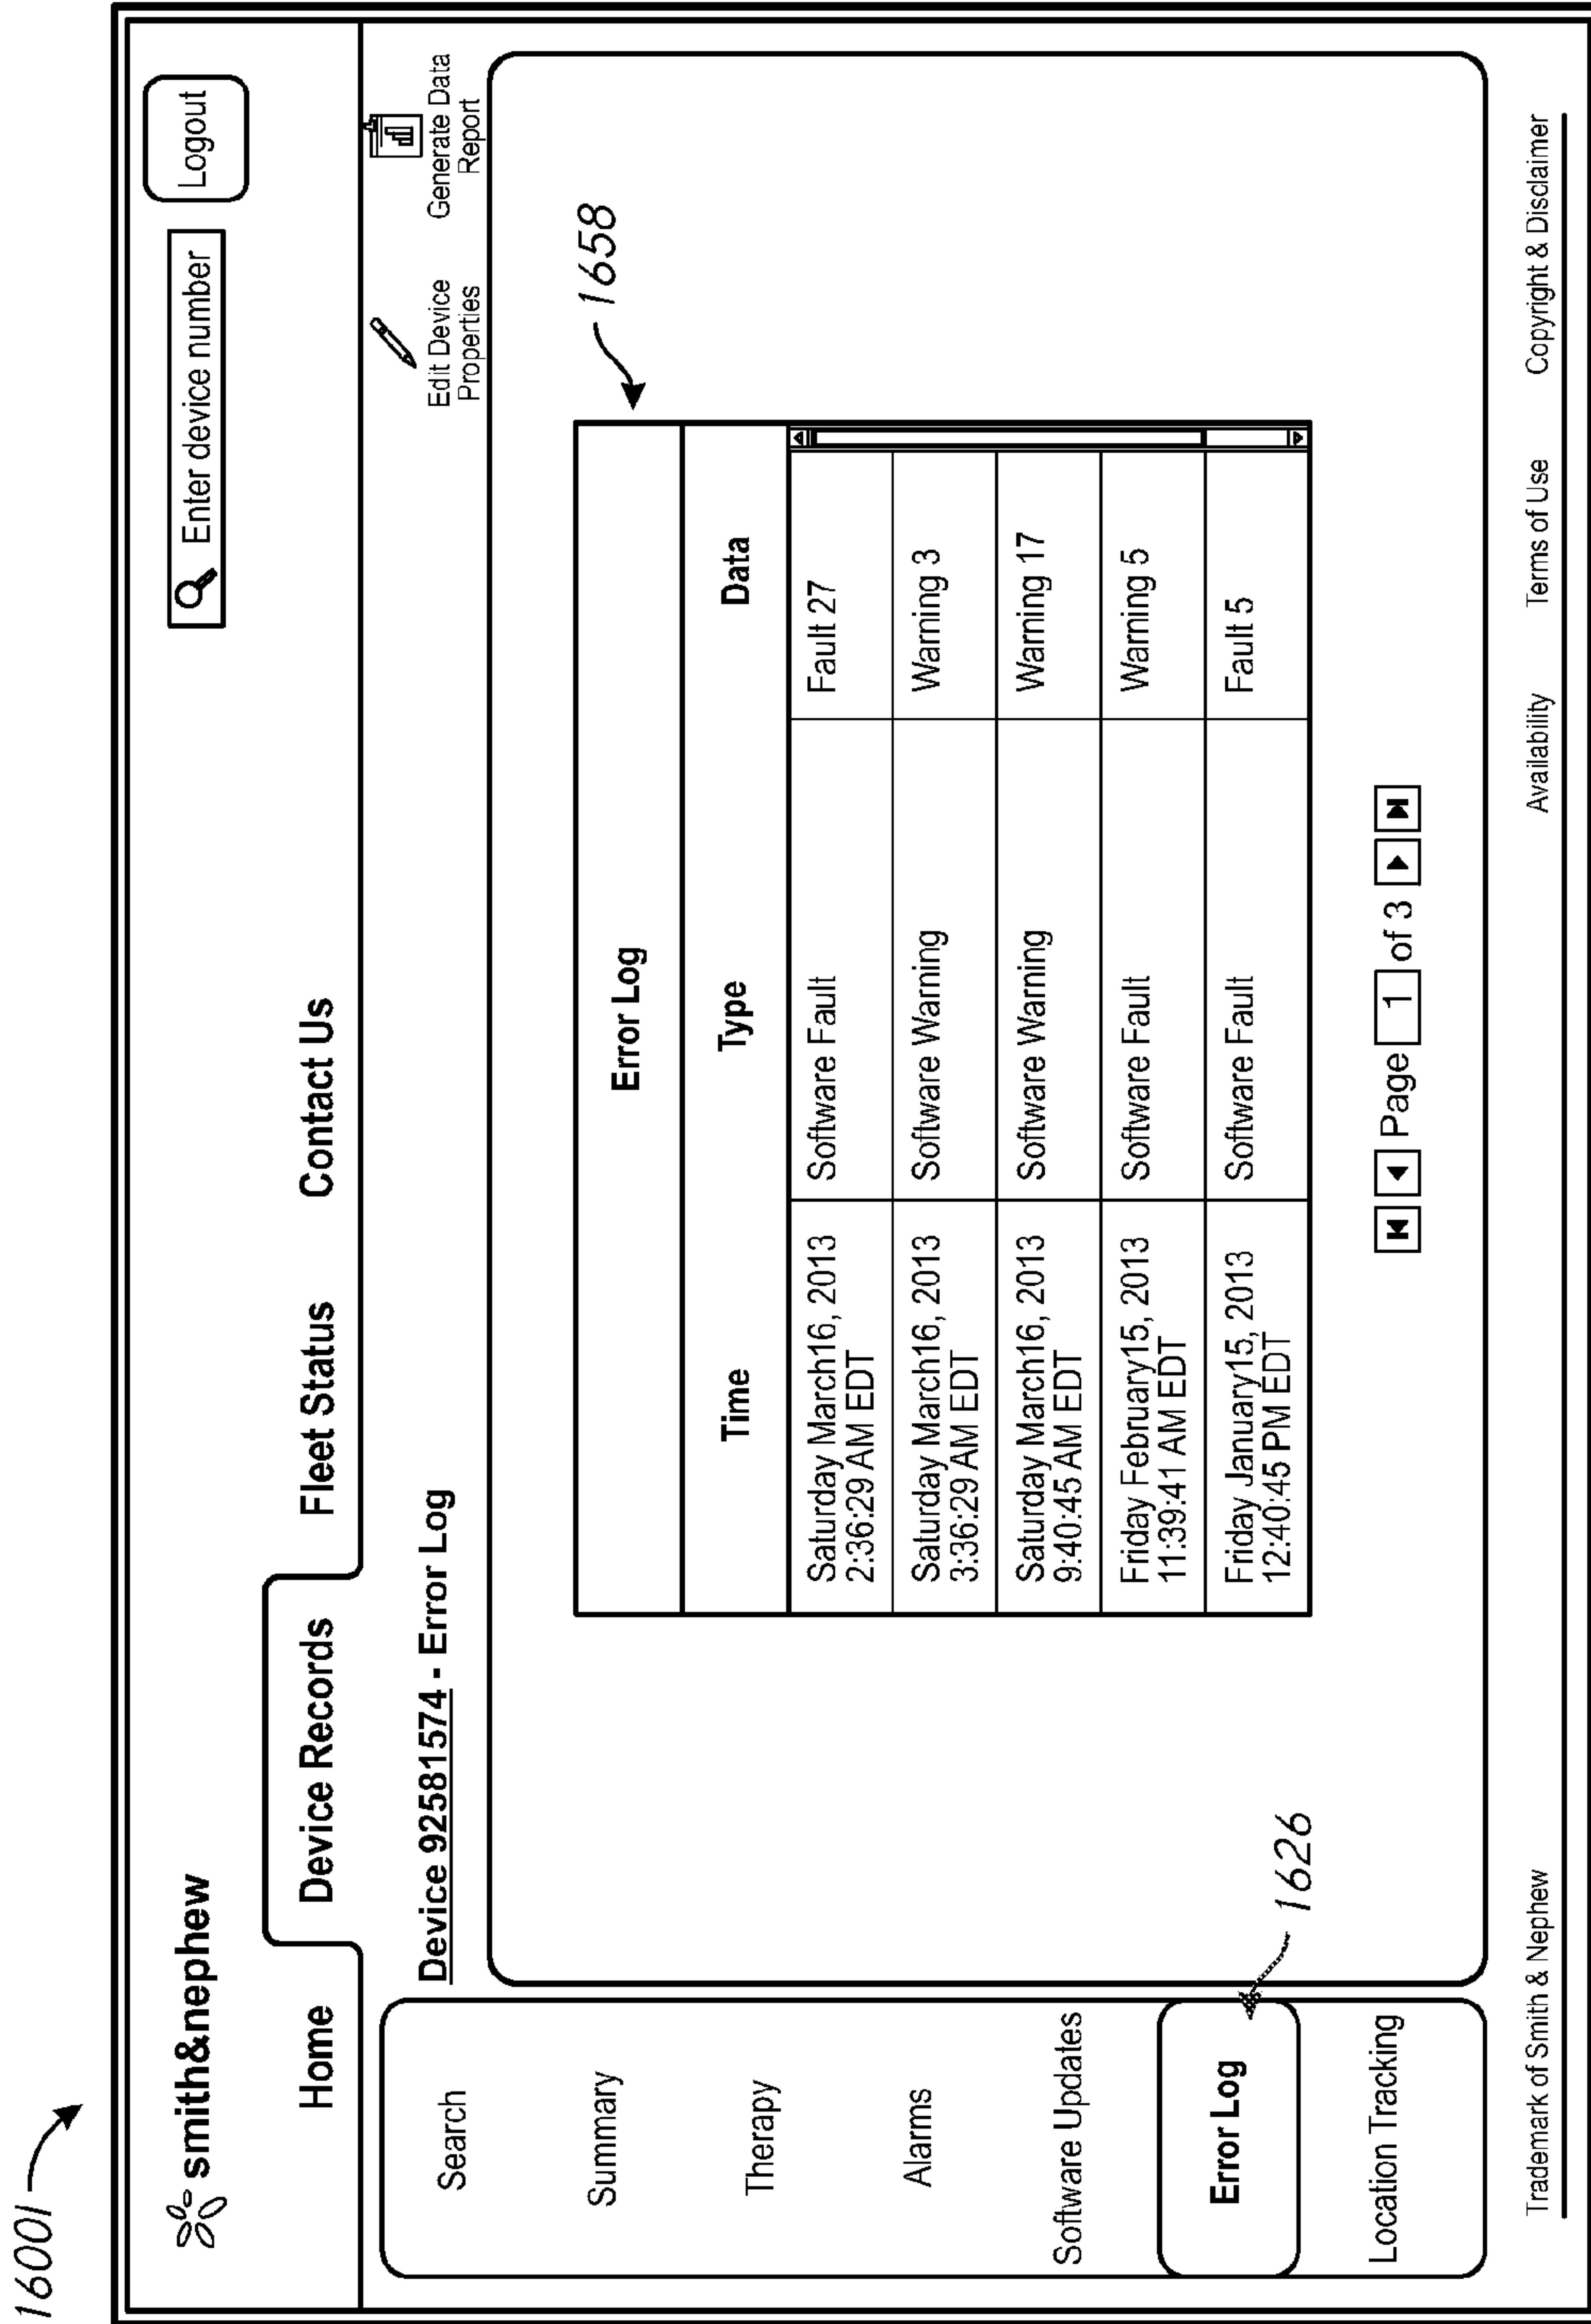 1600I
smith&nephew
Enter device number
Logout
Home
Device Records
Fleet Status
Contact Us
Device 92581574 - Error Log
Edit Device
Properties
Generate Data
Report
Search
Summary
Therapy
Alarms
Software Updates
Error Log
Location Tracking
1626
1658
Error Log
Time
Type
Data
Saturday March16, 2013
2:36:29 AM EDT
Software Fault
Fault 27
Saturday March16, 2013
3:36:29 AM EDT
Software Warning
Warning 3
Saturday March16, 2013
9:40:45 AM EDT
Software Warning
Warning 17
Friday February15, 2013
11:39:41 AM EDT
Software Fault
Warning 5
Friday January15, 2013
12:40:45 PM EDT
Software Fault
Fault 5
Page 1 of 3
Trademark of Smith & Nephew
Availability
Terms of Use
Copyright & Disclaimer